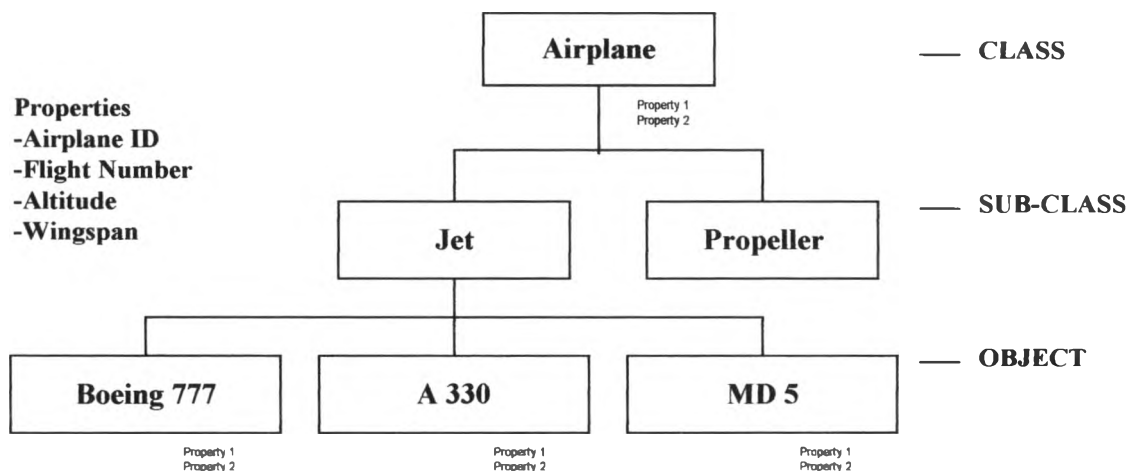 Airplane
CLASS
Property 1
Property 2
Properties
-Airplane ID
-Flight Number
-Altitude
-Wingspan
Jet
Propeller
SUB-CLASS
Boeing 777
A 330
MD 5
OBJECT
Property 1
Property 2
Property 1
Property 2
Property 1
Property 2